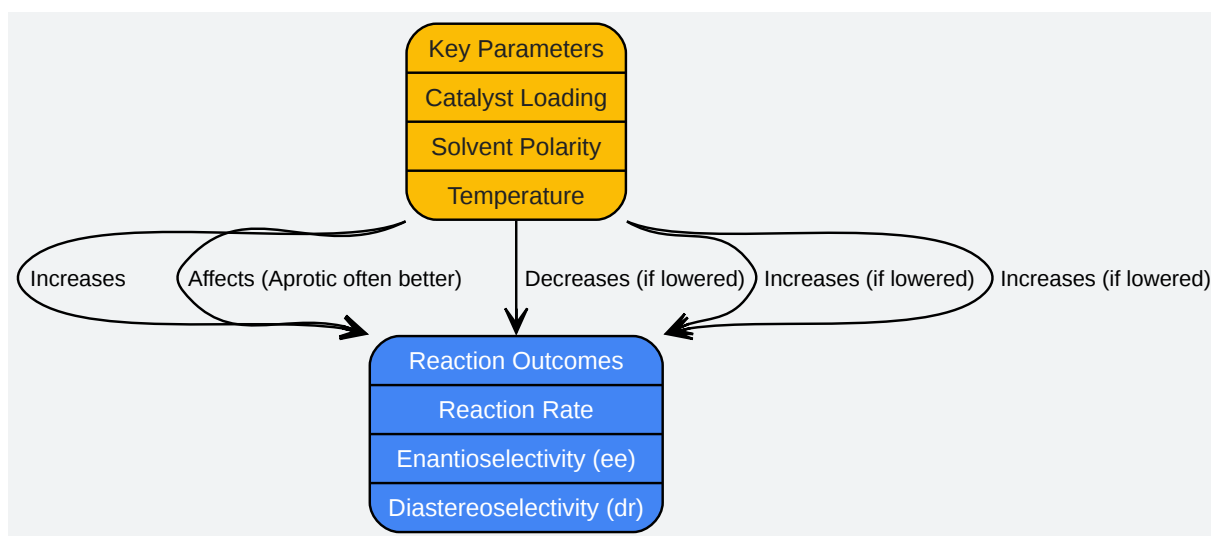 Key Parameters
Catalyst Loading
Solvent Polarity
Temperature
Increases
Affects (Aprotic often better)
Decreases (if lowered)
Increases (if lowered)
Increases (if lowered)
Reaction Outcomes
Reaction Rate
Enantioselectivity (ee)
Diastereoselectivity (dr)